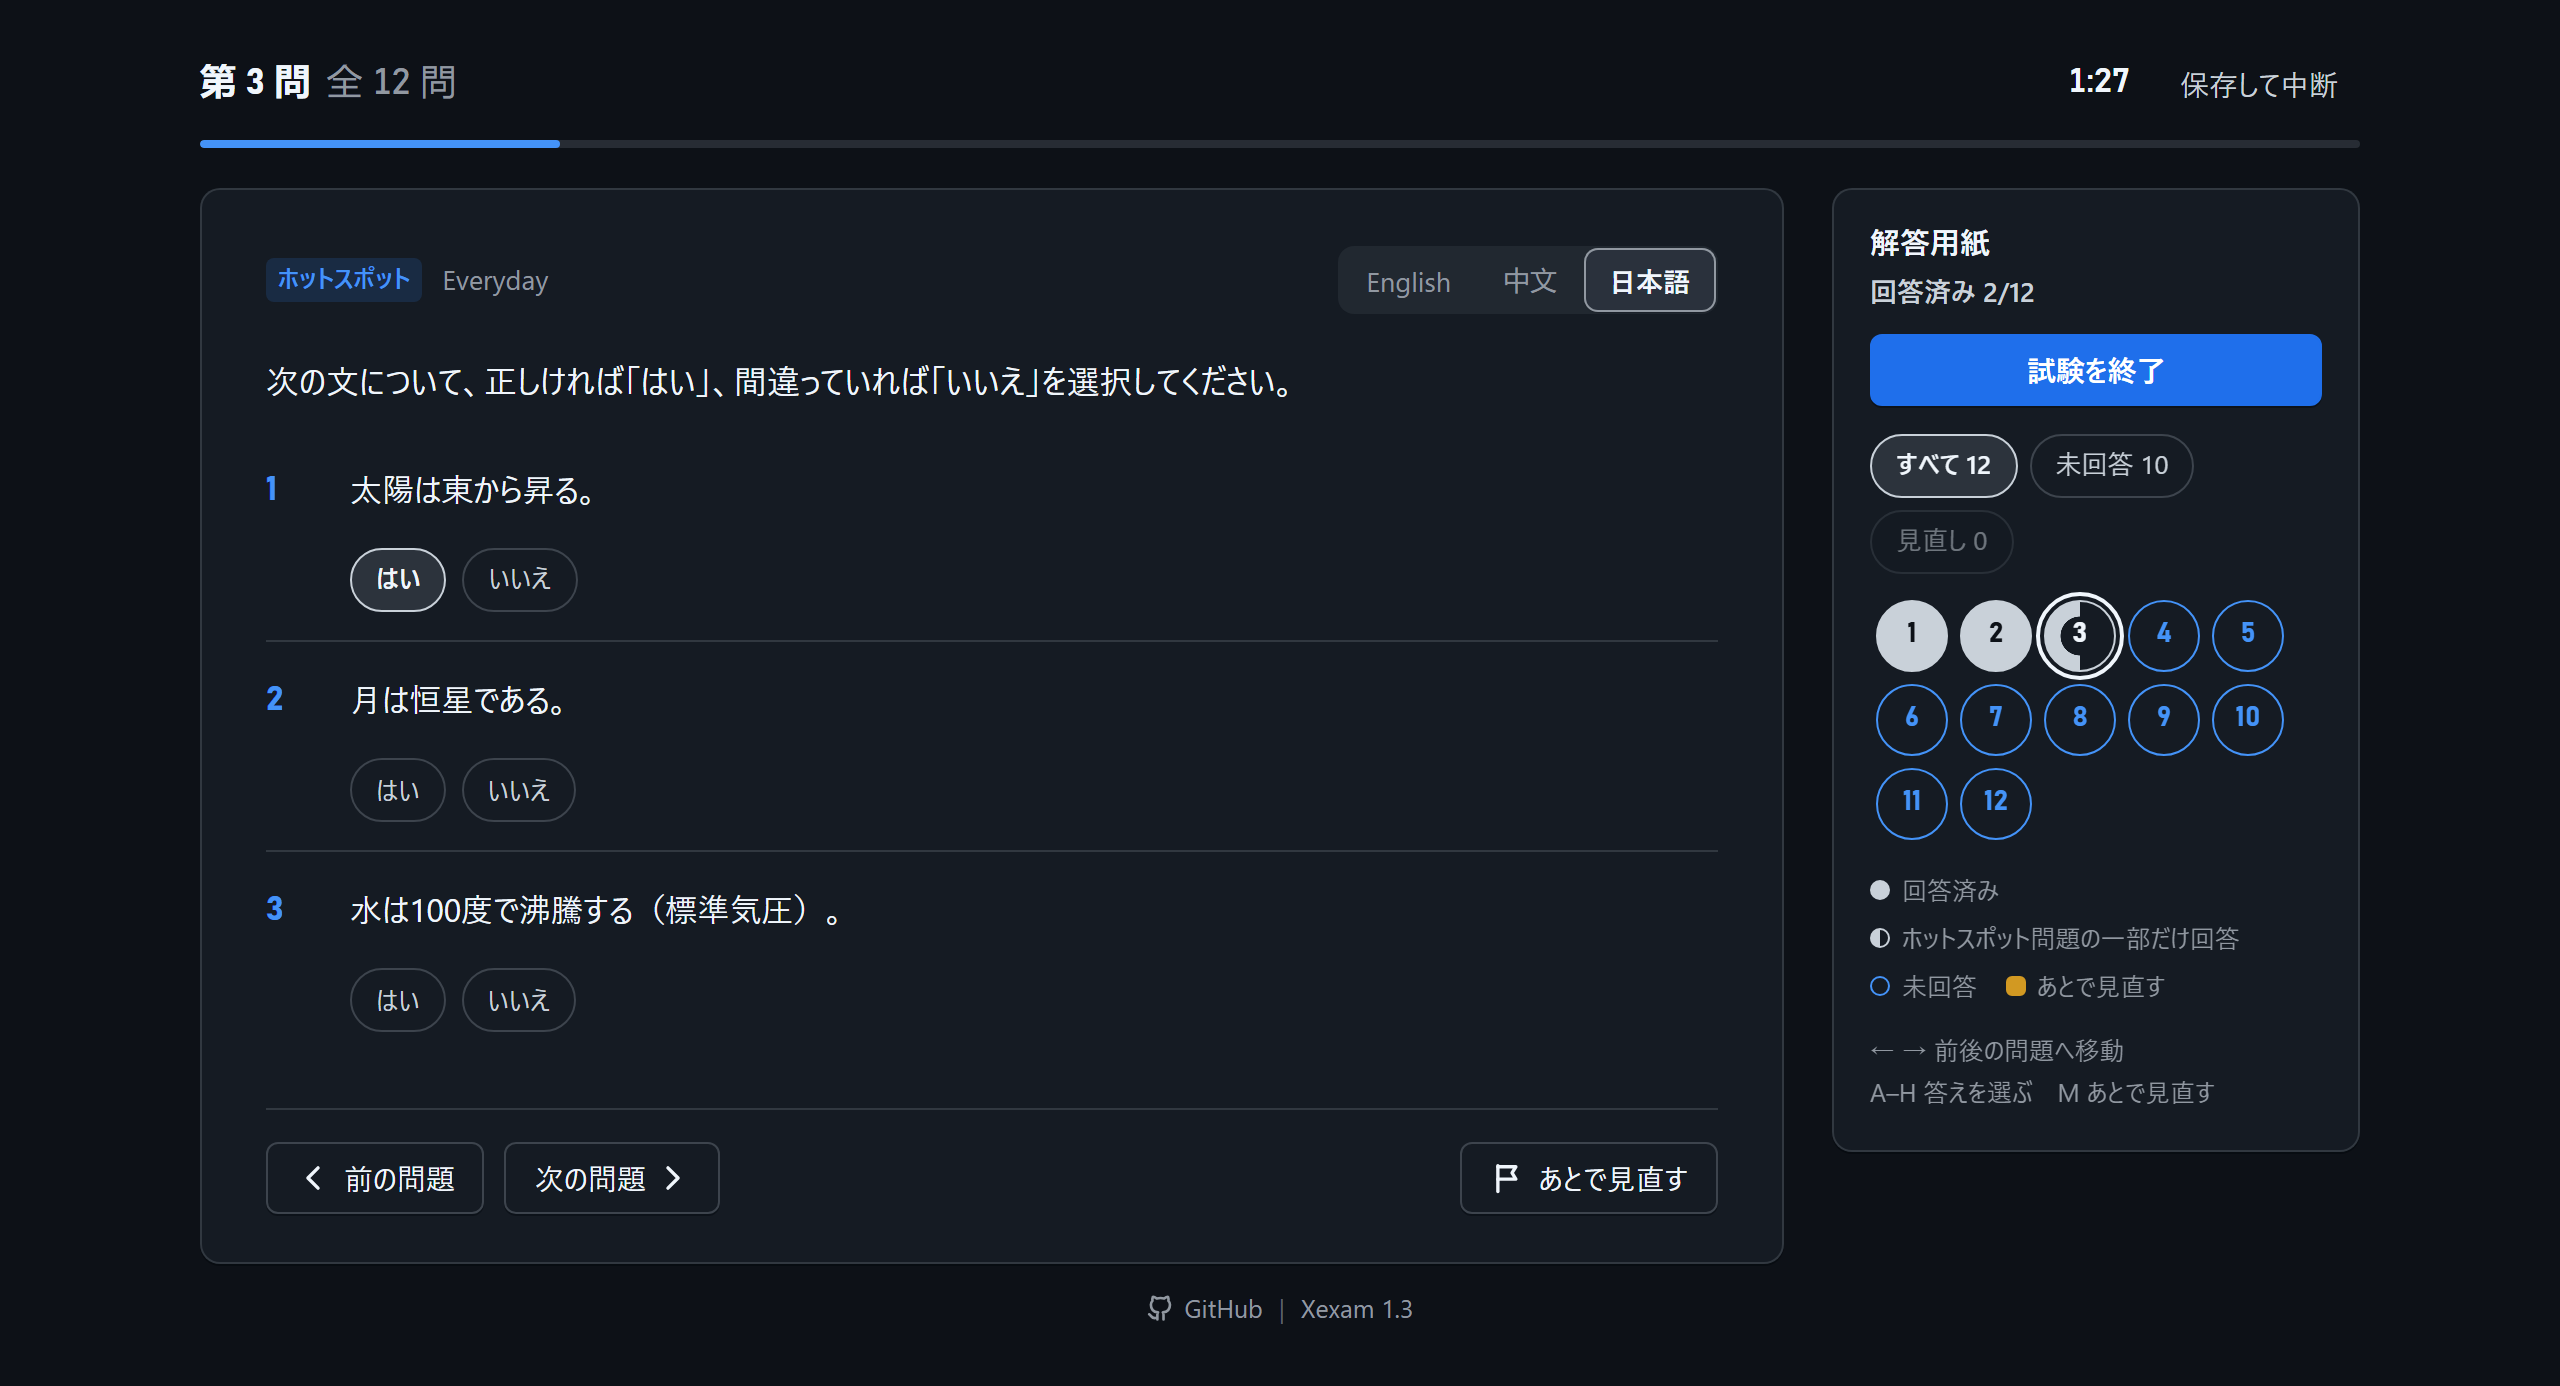 第 3 問 全 12 問
1:27 保存して中断
ホットスポット Everyday
English 中文 日本語
次の文について、正しければ「はい」、間違っていれば「いいえ」を選択してください。
1 太陽は東から昇る。
はい いいえ
2 月は恒星である。
はい いいえ
3 水は100度で沸騰する（標準気圧）。
はい いいえ
前の問題 次の問題 あとで見直す
解答用紙
回答済み 2/12
試験を終了
すべて 12 未回答 10
見直し 0
1 2 3 4 5
6 7 8 9 10
11 12
回答済み
ホットスポット問題の一部だけ回答
未回答 あとで見直す
← → 前後の問題へ移動
A–H 答えを選ぶ M あとで見直す
GitHub | Xexam 1.3